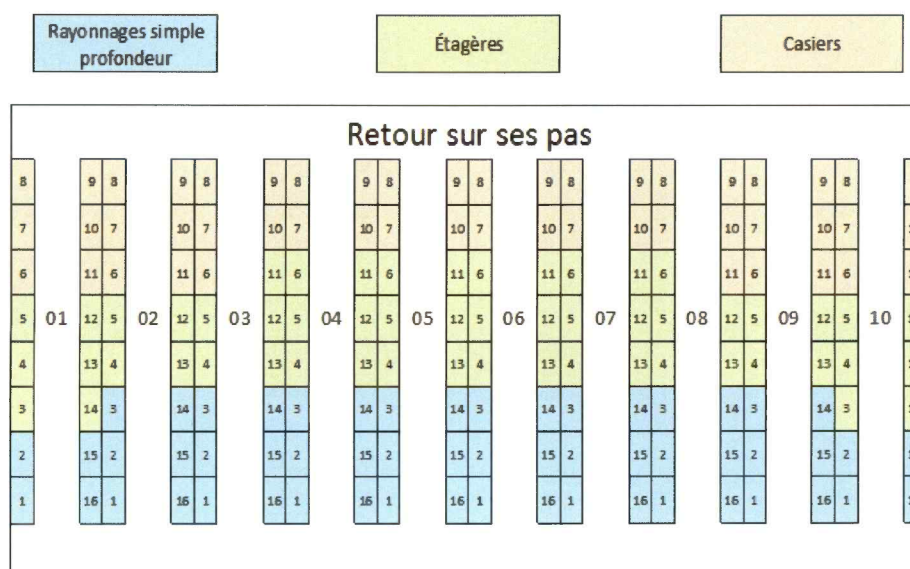 Rayonnages simple
profondeur
Étagères
Casiers
Retour sur ses pas
8 9 8 9 8 9 8 9 8 9 8 9 8 9 8 9 8 9 8
7 10 7 10 7 10 7 10 7 10 7 10 7 10 7 10 7 10 7
6 11 6 11 6 11 6 11 6 11 6 11 6 11 6 11 6 11 6
5 01 12 5 02 12 5 03 12 5 04 12 5 05 12 5 06 12 5 07 12 5 08 12 5 09 12 5 10
4 13 4 13 4 13 4 13 4 13 4 13 4 13 4 13 4 13 4
3 14 3 14 3 14 3 14 3 14 3 14 3 14 3 14 3 14 3
2 15 2 15 2 15 2 15 2 15 2 15 2 15 2 15 2 15 2
1 16 1 16 1 16 1 16 1 16 1 16 1 16 1 16 1 16 1